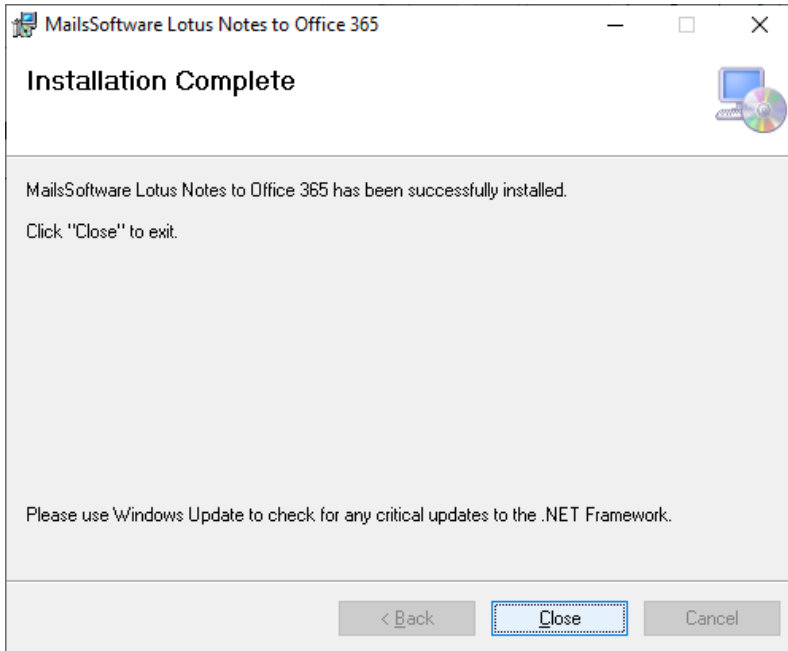 MailsSoftware Lotus Notes to Office 365
Installation Complete
MailsSoftware Lotus Notes to Office 365 has been successfully installed.
Click "Close" to exit.
Please use Windows Update to check for any critical updates to the .NET Framework.
< Back Close Cancel